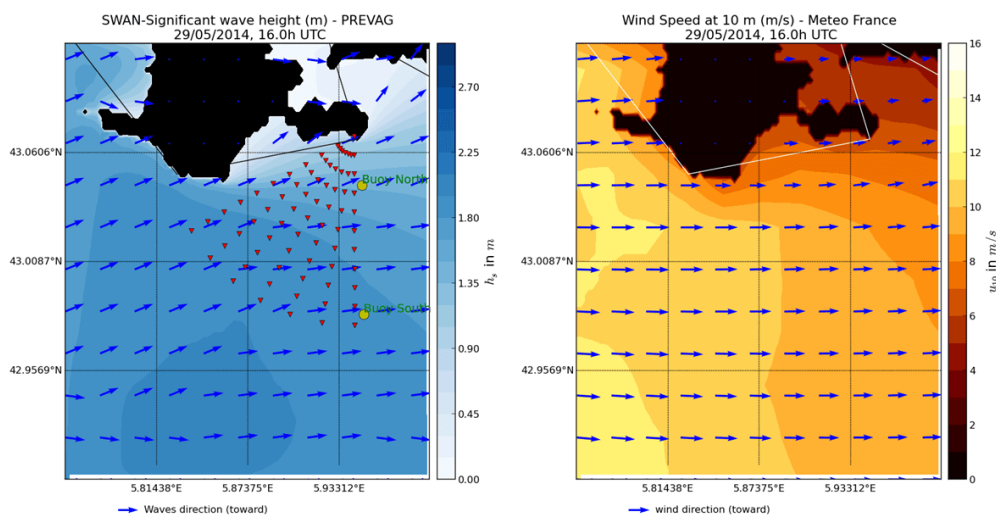 SWAN-Significant wave height (m) - PREVAG
29/05/2014, 16.0h UTC
43.0606°N
43.0087°N
42.9569°N
5.81438°E
5.87375°E
5.93312°E
Buoy North
Buoy South
2.70
2.25
1.80
1.35
0.90
0.45
0.00
hs in m
Waves direction (toward)
Wind Speed at 10 m (m/s) - Meteo France
29/05/2014, 16.0h UTC
43.0606°N
43.0087°N
42.9569°N
5.81438°E
5.87375°E
5.93312°E
16
14
12
10
8
6
4
2
0
u10 in m/s
wind direction (toward)